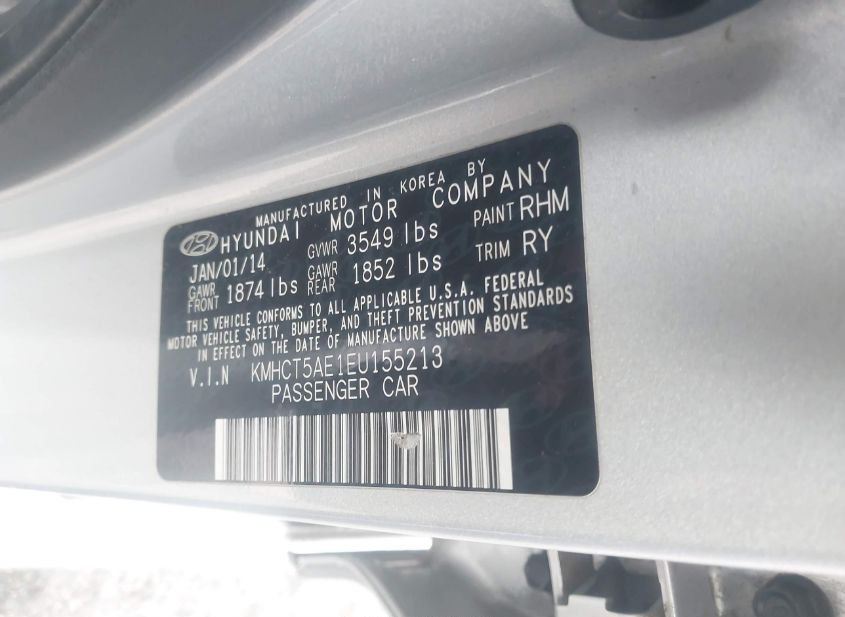 MANUFACTURED IN KOREA BY
HYUNDAI MOTOR COMPANY
JAN/01/14 GVWR 3549 lbs PAINT RHM
GAWR FRONT 1874 lbs GAWR REAR 1852 lbs TRIM RY
THIS VEHICLE CONFORMS TO ALL APPLICABLE U.S.A. FEDERAL
MOTOR VEHICLE SAFETY, BUMPER, AND THEFT PREVENTION STANDARDS
IN EFFECT ON THE DATE OF MANUFACTURE SHOWN ABOVE
V.I.N KMHCT5AE1EU155213
PASSENGER CAR